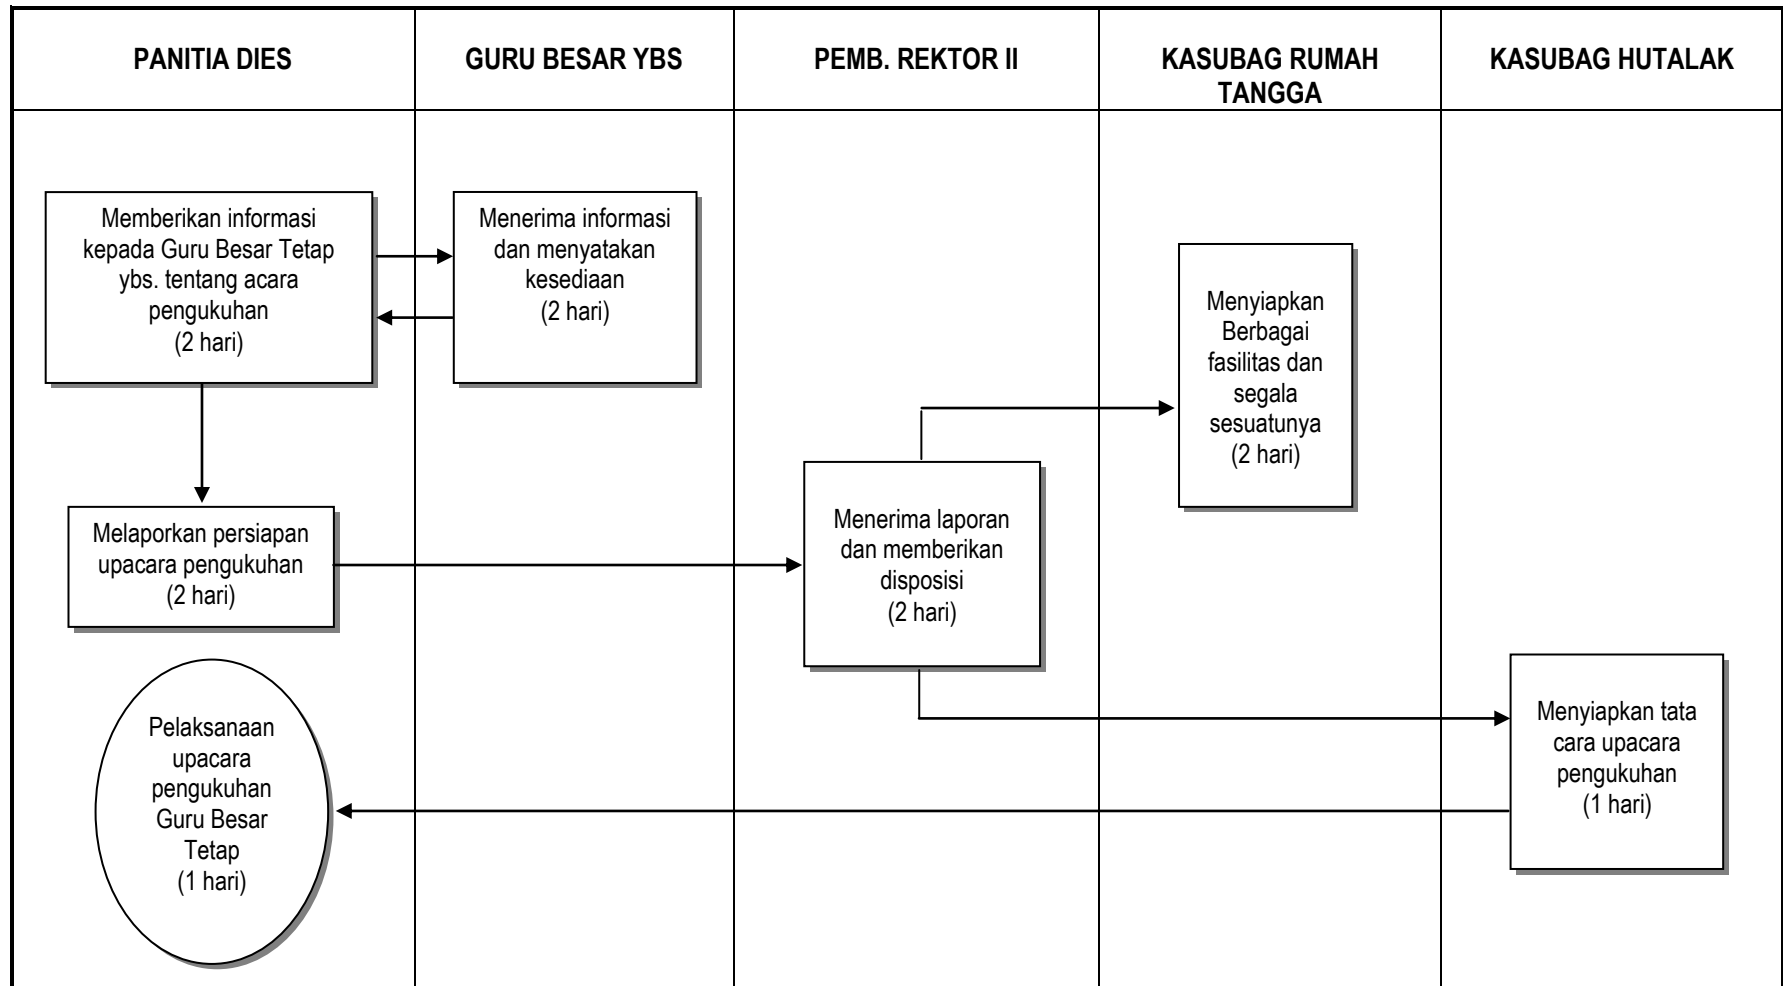 PANITIA DIES
GURU BESAR YBS
PEMB. REKTOR II
KASUBAG RUMAH
TANGGA
KASUBAG HUTALAK
Memberikan informasi
kepada Guru Besar Tetap
ybs. tentang acara
pengukuhan
(2 hari)
Menerima informasi
dan menyatakan
kesediaan
(2 hari)
Menyiapkan
Berbagai
fasilitas dan
segala
sesuatunya
(2 hari)
Melaporkan persiapan
upacara pengukuhan
(2 hari)
Menerima laporan
dan memberikan
disposisi
(2 hari)
Menyiapkan tata
cara upacara
pengukuhan
(1 hari)
Pelaksanaan
upacara
pengukuhan
Guru Besar
Tetap
(1 hari)